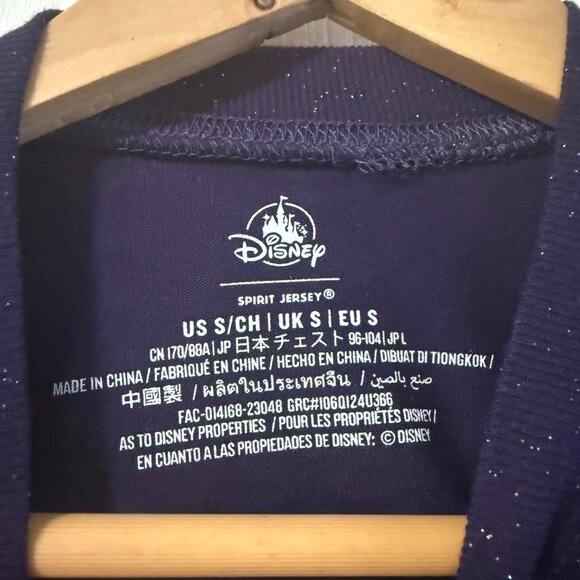 Disney
SPIRIT JERSEY®
US S/CH | UK S | EU S
CN 170/88A | JP 日本チェスト 96-104 | JP L
MADE IN CHINA / FABRIQUÉ EN CHINE / HECHO EN CHINA / DIBUAT DI TIONGKOK /
中國製 / ผลิตในประเทศจีน / صنع بالصين
FAC-014168-23048 GRC#106Q124U366
AS TO DISNEY PROPERTIES / POUR LES PROPRIÉTÉS DISNEY /
EN CUANTO A LAS PROPIEDADES DE DISNEY: © DISNEY